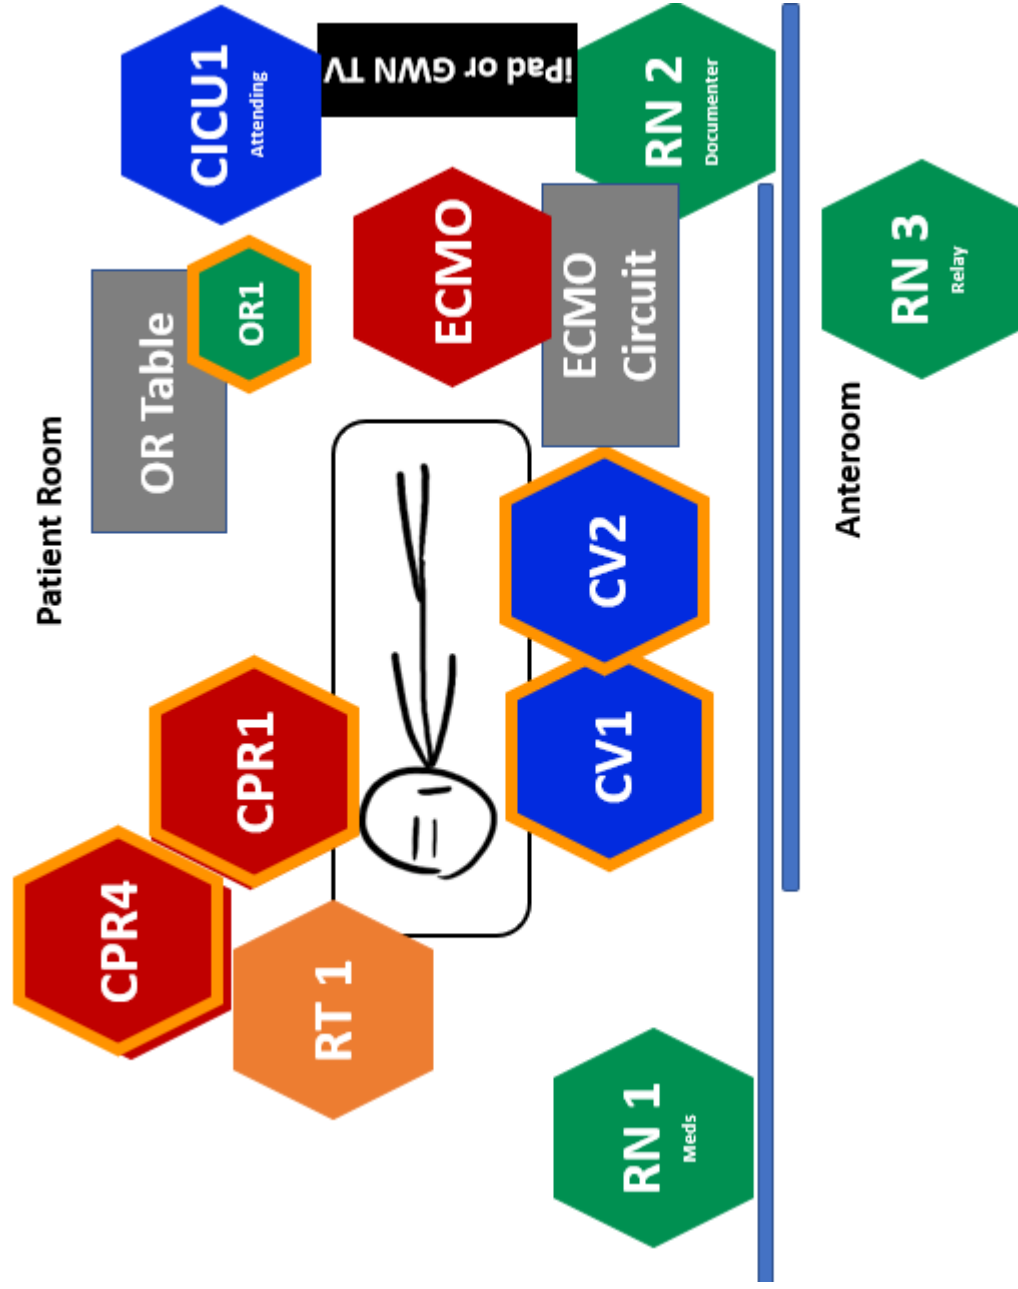 Patient Room
CPR4
CPR1
RT 1
OR Table
OR1
CICU1
Attending
iPad or GWN TV
ECMO
ECMO
Circuit
CV1
CV2
RN 1
Meds
RN 2
Documenter
Anteroom
RN 3
Relay